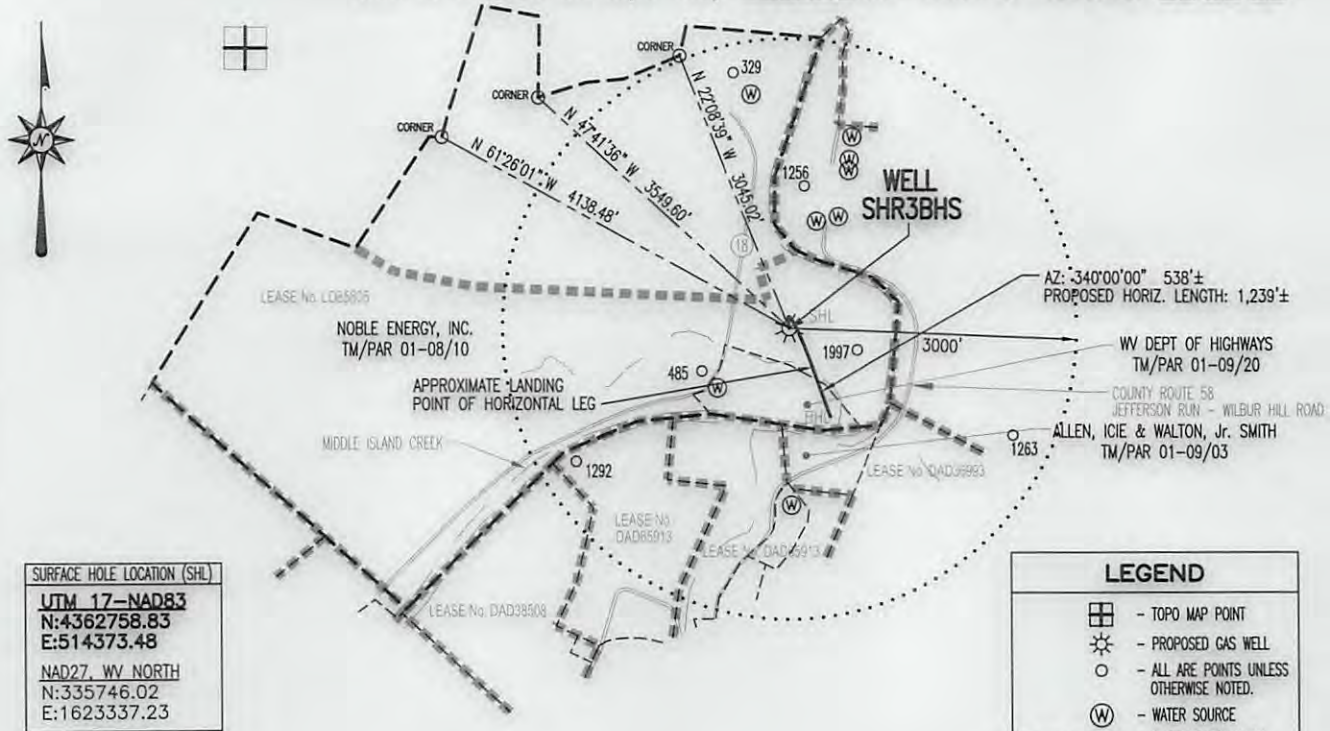 N
CORNER
329
CORNER
CORNER
N 22°08'39" W 3045.02'
N 47°41'36" W 3549.60'
N 61°26'01" W 4138.48'
1256
WELL
SHR3BHS
18
LEASE No. LDB5806
NOBLE ENERGY, INC.
TM/PAR 01-08/10
SHL
AZ: 340°00'00" 538'±
PROPOSED HORIZ. LENGTH: 1,239'±
1997
3000'
WV DEPT OF HIGHWAYS
TM/PAR 01-09/20
485
APPROXIMATE LANDING
POINT OF HORIZONTAL LEG
BHL
COUNTY ROUTE 58
JEFFERSON RUN - WILBUR HILL ROAD
ALLEN, ICIE & WALTON, Jr. SMITH
TM/PAR 01-09/03
1263
MIDDLE ISLAND CREEK
1292
LEASE No. DAD36993
LEASE No.
DAD65913
LEASE No. DAD65913
LEASE No. DAD38508
W
W
W
W
W
W
W
W
SURFACE HOLE LOCATION (SHL)
UTM 17-NAD83
N:4362758.83
E:514373.48
NAD27, WV NORTH
N:335746.02
E:1623337.23
LEGEND
- TOPO MAP POINT
- PROPOSED GAS WELL
- ALL ARE POINTS UNLESS
OTHERWISE NOTED.
W - WATER SOURCE